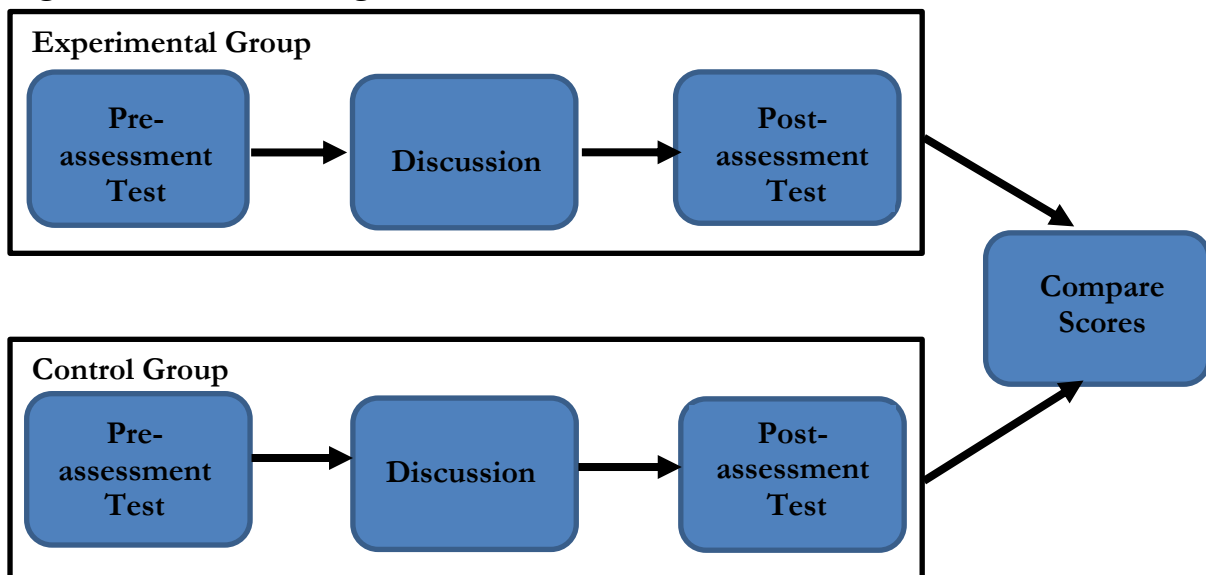 Experimental Group
Pre-
assessment
Test
Discussion
Post-
assessment
Test
Compare
Scores
Control Group
Pre-
assessment
Test
Discussion
Post-
assessment
Test